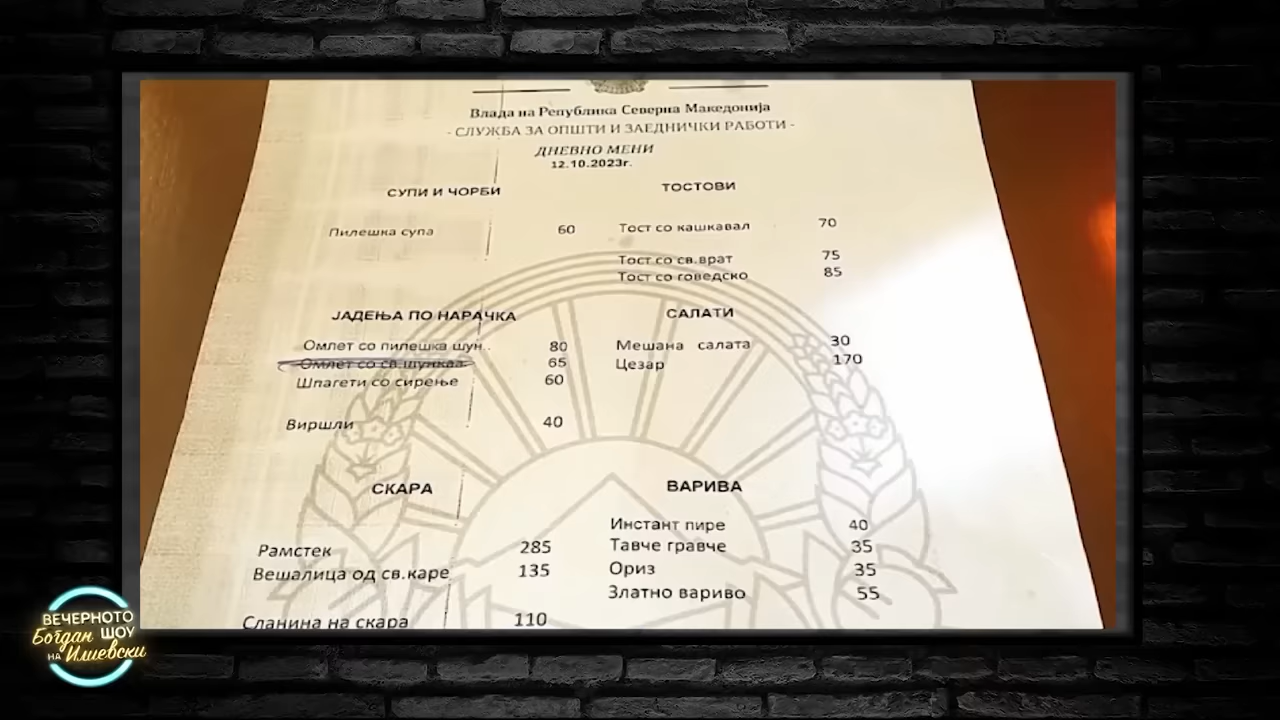 Влада на Република Северна Македонија
- СЛУЖБА ЗА ОПШТИ И ЗАЕДНИЧКИ РАБОТИ -
ДНЕВНО МЕНИ
12.10.2023г.
СУПИ И ЧОРБИ
Пилешка супа 60
ТОСТОВИ
Тост со кашкавал 70
Тост со св.врат 75
Тост со говедско 85
ЈАДЕЊА ПО НАРАЧКА
Омлет со пилешка шун.. 80
Омлет со св.шункаа 65
Шпагети со сирење 60
Виршли 40
САЛАТИ
Мешана салата 30
Цезар 170
СКАРА
Рамстек 285
Вешалица од св.каре 135
Сланина на скара 110
ВАРИВА
Инстант пире 40
Тавче гравче 35
Ориз 35
Златно вариво 55
ВЕЧЕРНОТО
ШОУ
НА
Богдан
Илиевски